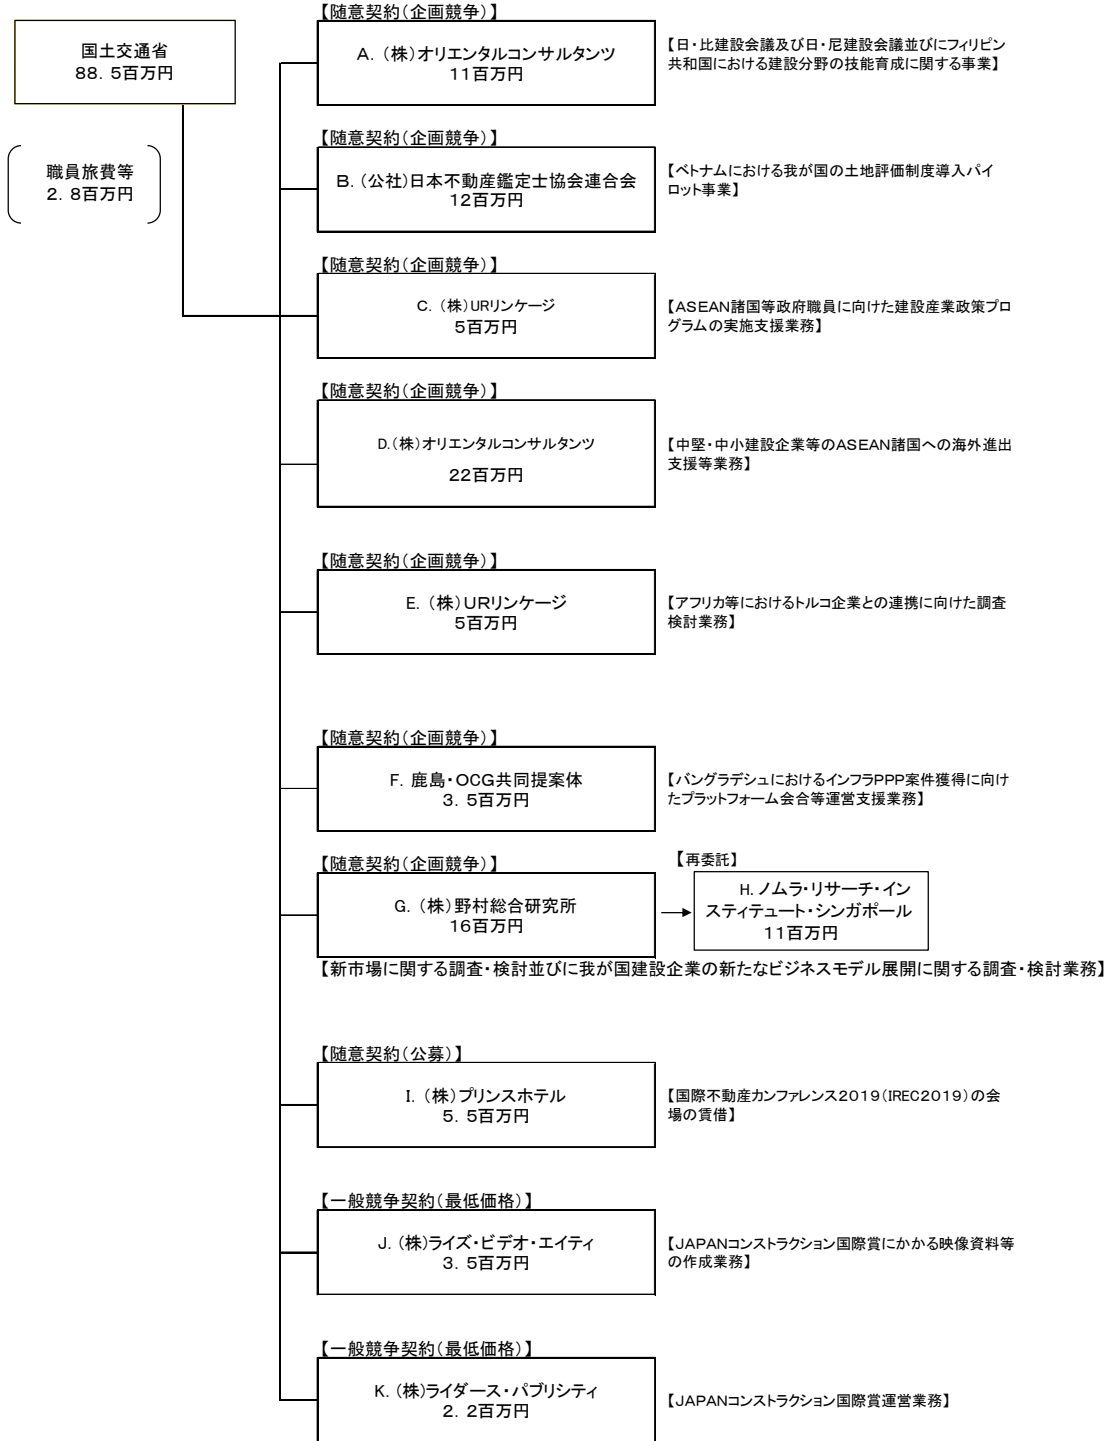 国土交通省
88.5百万円
職員旅費等
2.8百万円
【随意契約(企画競争)】
A.(株)オリエンタルコンサルタンツ
11百万円
【日・比建設会議及び日・尼建設会議並びにフィリピン
共和国における建設分野の技能育成に関する事業】
【随意契約(企画競争)】
B.(公社)日本不動産鑑定士協会連合会
12百万円
【ベトナムにおける我が国の土地評価制度導入パイ
ロット事業】
【随意契約(企画競争)】
C.(株)URリンケージ
5百万円
【ASEAN諸国等政府職員に向けた建設産業政策プロ
グラムの実施支援業務】
【随意契約(企画競争)】
D.(株)オリエンタルコンサルタンツ
22百万円
【中堅・中小建設企業等のASEAN諸国への海外進出
支援等業務】
【随意契約(企画競争)】
E.(株)URリンケージ
5百万円
【アフリカ等におけるトルコ企業との連携に向けた調査
検討業務】
【随意契約(企画競争)】
F.鹿島・OCG共同提案体
3.5百万円
【バングラデシュにおけるインフラPPP案件獲得に向け
たプラットフォーム会合等運営支援業務】
【随意契約(企画競争)】
G.(株)野村総合研究所
16百万円
【再委託】
H.ノムラ・リサーチ・イン
スティテュート・シンガポール
11百万円
【新市場に関する調査・検討並びに我が国建設企業の新たなビジネスモデル展開に関する調査・検討業務】
【随意契約(公募)】
I.(株)プリンスホテル
5.5百万円
【国際不動産カンファレンス2019(IREC2019)の会
場の賃借】
【一般競争契約(最低価格)】
J.(株)ライズ・ビデオ・エイティ
3.5百万円
【JAPANコンストラクション国際賞にかかる映像資料等
の作成業務】
【一般競争契約(最低価格)】
K.(株)ライダース・パブリシティ
2.2百万円
【JAPANコンストラクション国際賞運営業務】